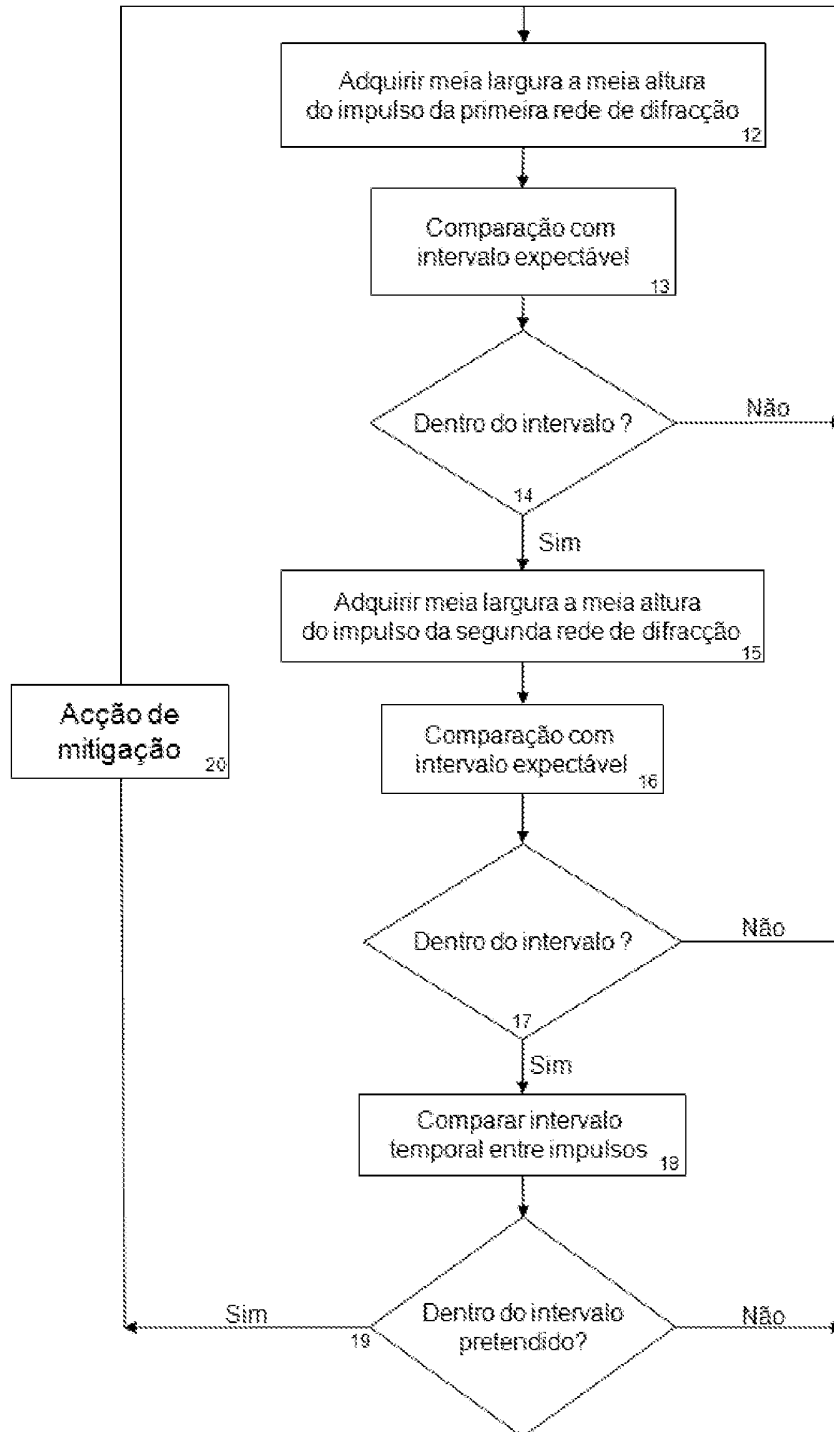 Adquirir meia largura a meia altura
do impulso da primeira rede de difracção
12
Comparação com
intervalo expectável
13
Dentro do intervalo ?
Não
14
Sim
Adquirir meia largura a meia altura
do impulso da segunda rede de difracção
15
Acção de
mitigação
20
Comparação com
intervalo expectável
16
Dentro do intervalo ?
Não
17
Sim
Comparar intervalo
temporal entre impulsos
18
Sim
19
Dentro do intervalo
pretendido?
Não